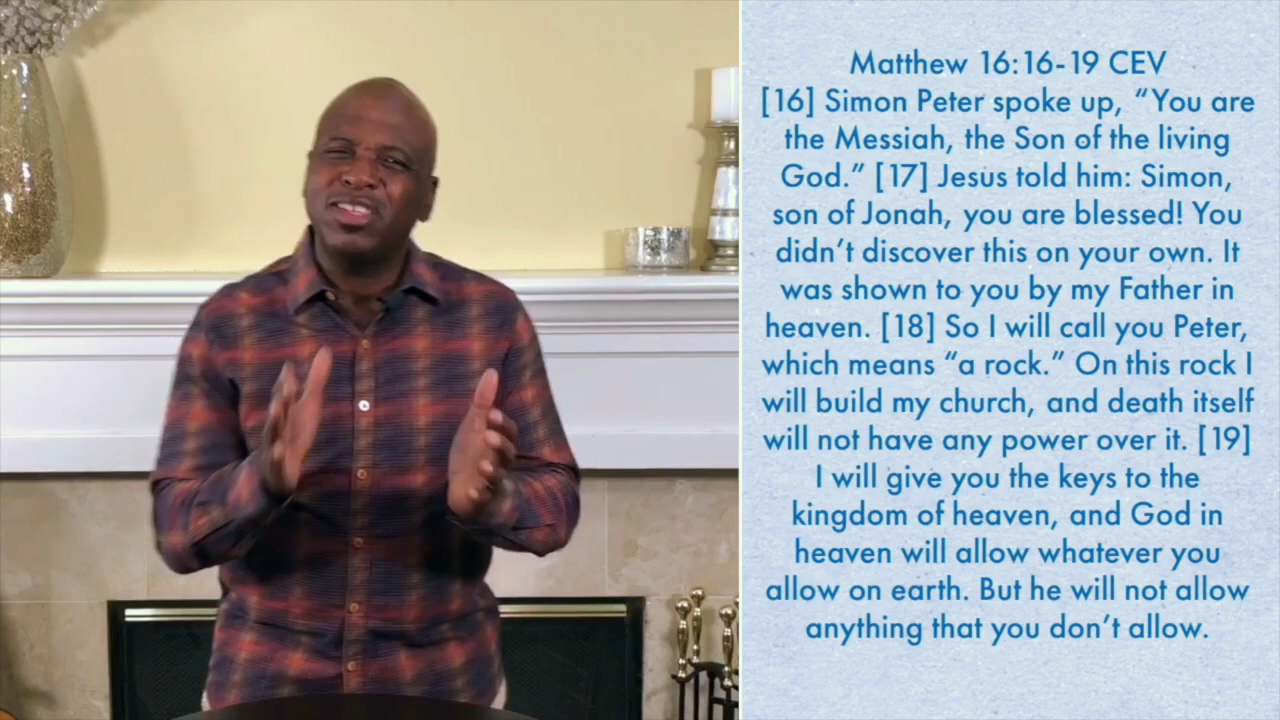 Matthew 16:16-19 CEV
[16] Simon Peter spoke up, “You are
the Messiah, the Son of the living
God.” [17] Jesus told him: Simon,
son of Jonah, you are blessed! You
didn’t discover this on your own. It
was shown to you by my Father in
heaven. [18] So I will call you Peter,
which means “a rock.” On this rock I
will build my church, and death itself
will not have any power over it. [19]
I will give you the keys to the
kingdom of heaven, and God in
heaven will allow whatever you
allow on earth. But he will not allow
anything that you don’t allow.